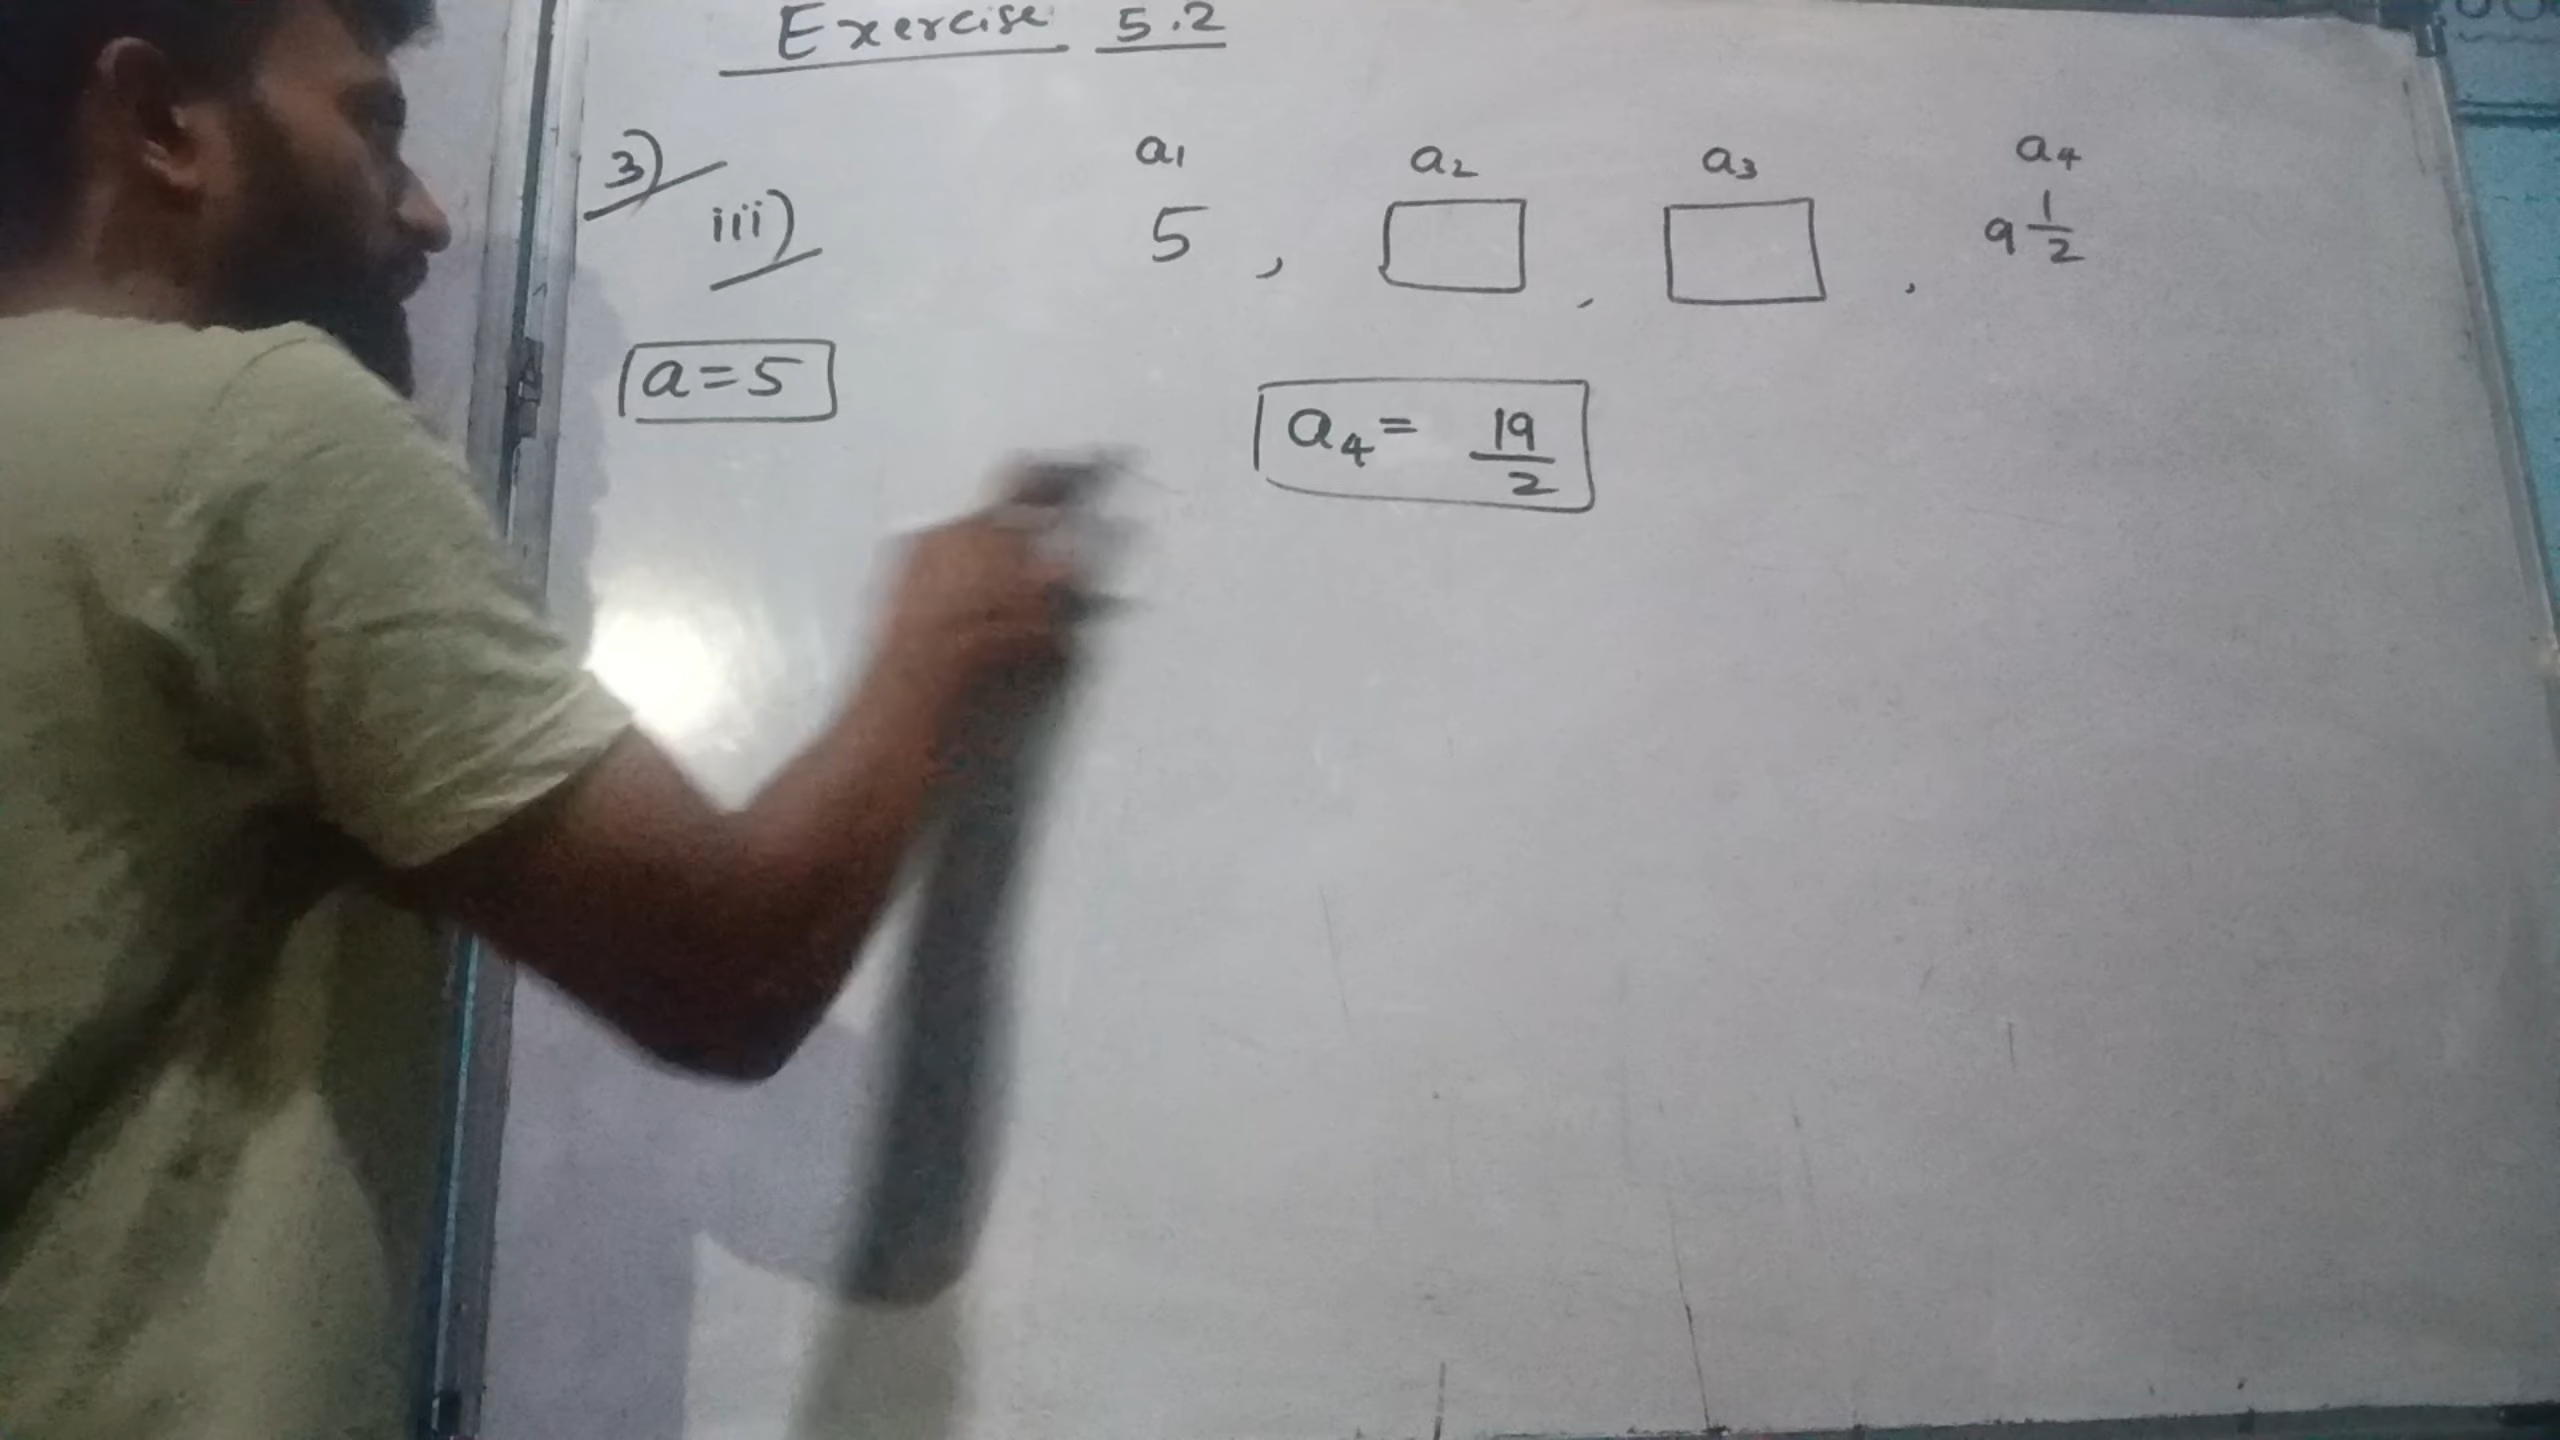 Exercise 5.2
3)
iii)
a1 a2 a3 a4
5 , , , 9 1/2
a=5
a4 = 19/2